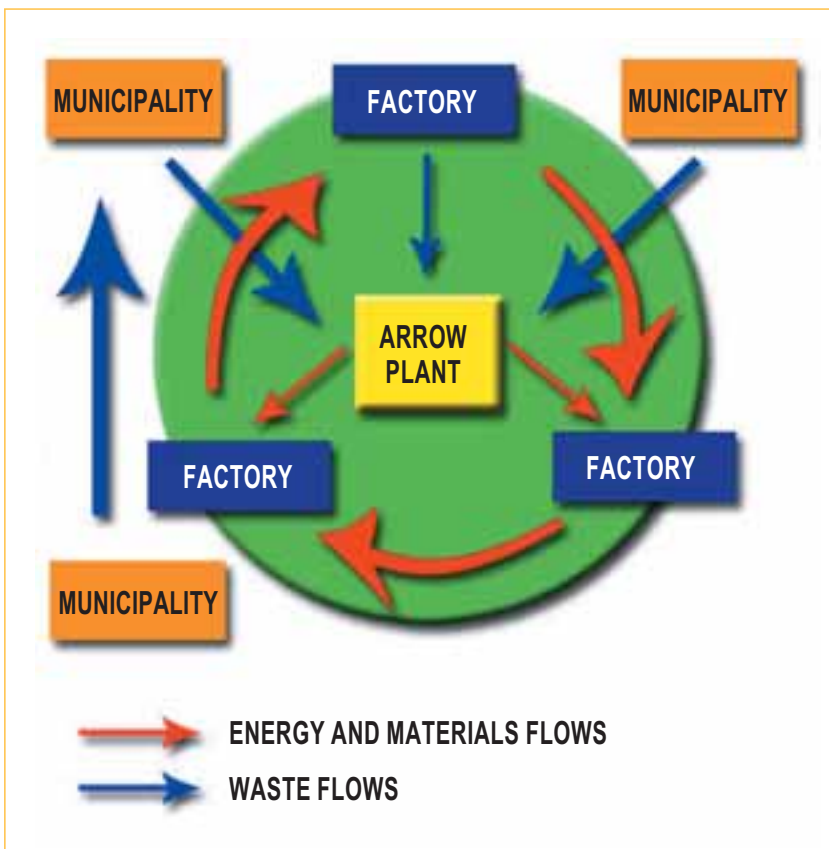 MUNICIPALITY
FACTORY
MUNICIPALITY
ARROW
PLANT
FACTORY
FACTORY
MUNICIPALITY
ENERGY AND MATERIALS FLOWS
WASTE FLOWS